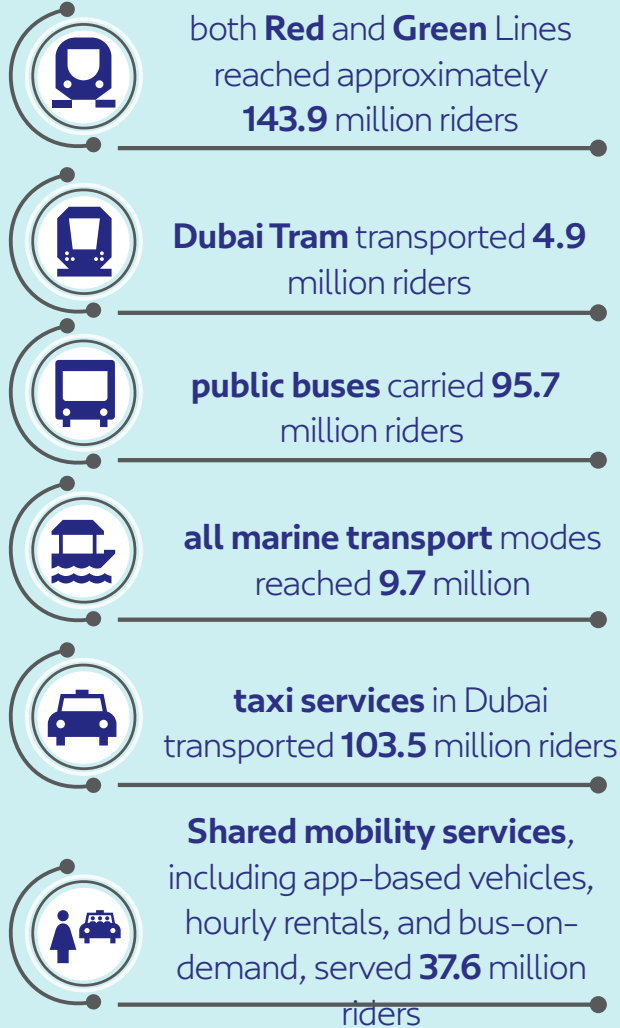 both Red and Green Lines
reached approximately
143.9 million riders
Dubai Tram transported 4.9
million riders
public buses carried 95.7
million riders
all marine transport modes
reached 9.7 million
taxi services in Dubai
transported 103.5 million riders
Shared mobility services,
including app-based vehicles,
hourly rentals, and bus-on-
demand, served 37.6 million
riders